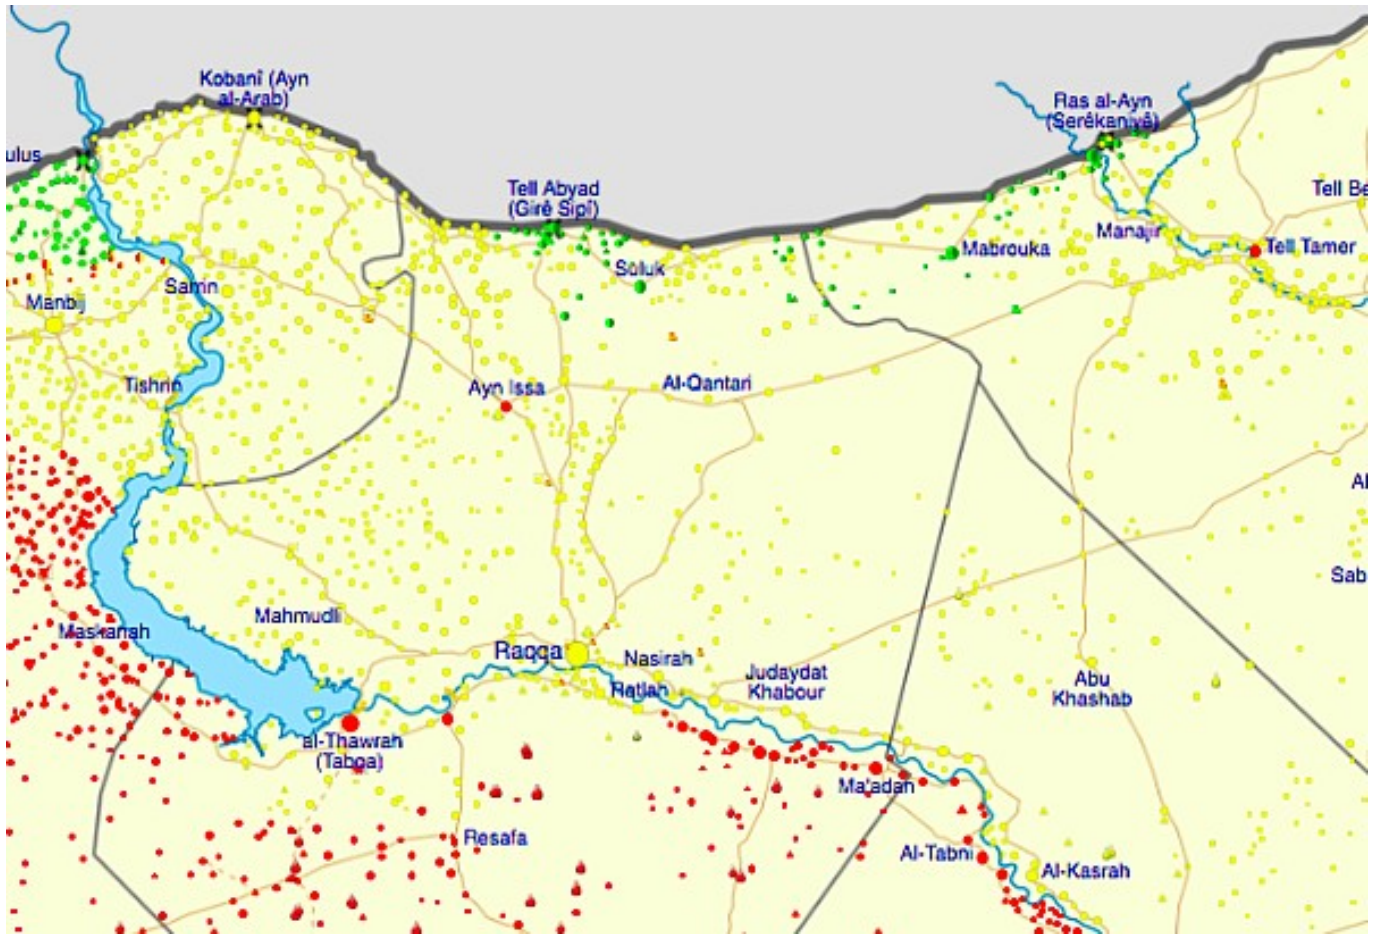 Kobanî (Ayn
al-Arab)
Ras al-Ayn
(Serêkaniyê)
ulus
Tell Abyad
(Girê Sipî)
Tell Be
Manajir
Mabrouka
Tell Tamer
Suluk
Sarrin
Manbij
Tishrin
Ayn Issa
Al-Qantari
Al
Sab
Mahmudli
Maskanah
Raqqa
Nasirah
Judaydat
Khabour
Ratlah
Abu
Khashab
al-Thawrah
(Tabqa)
Ma'adah
Resafa
Al-Tabni
Al-Kasrah